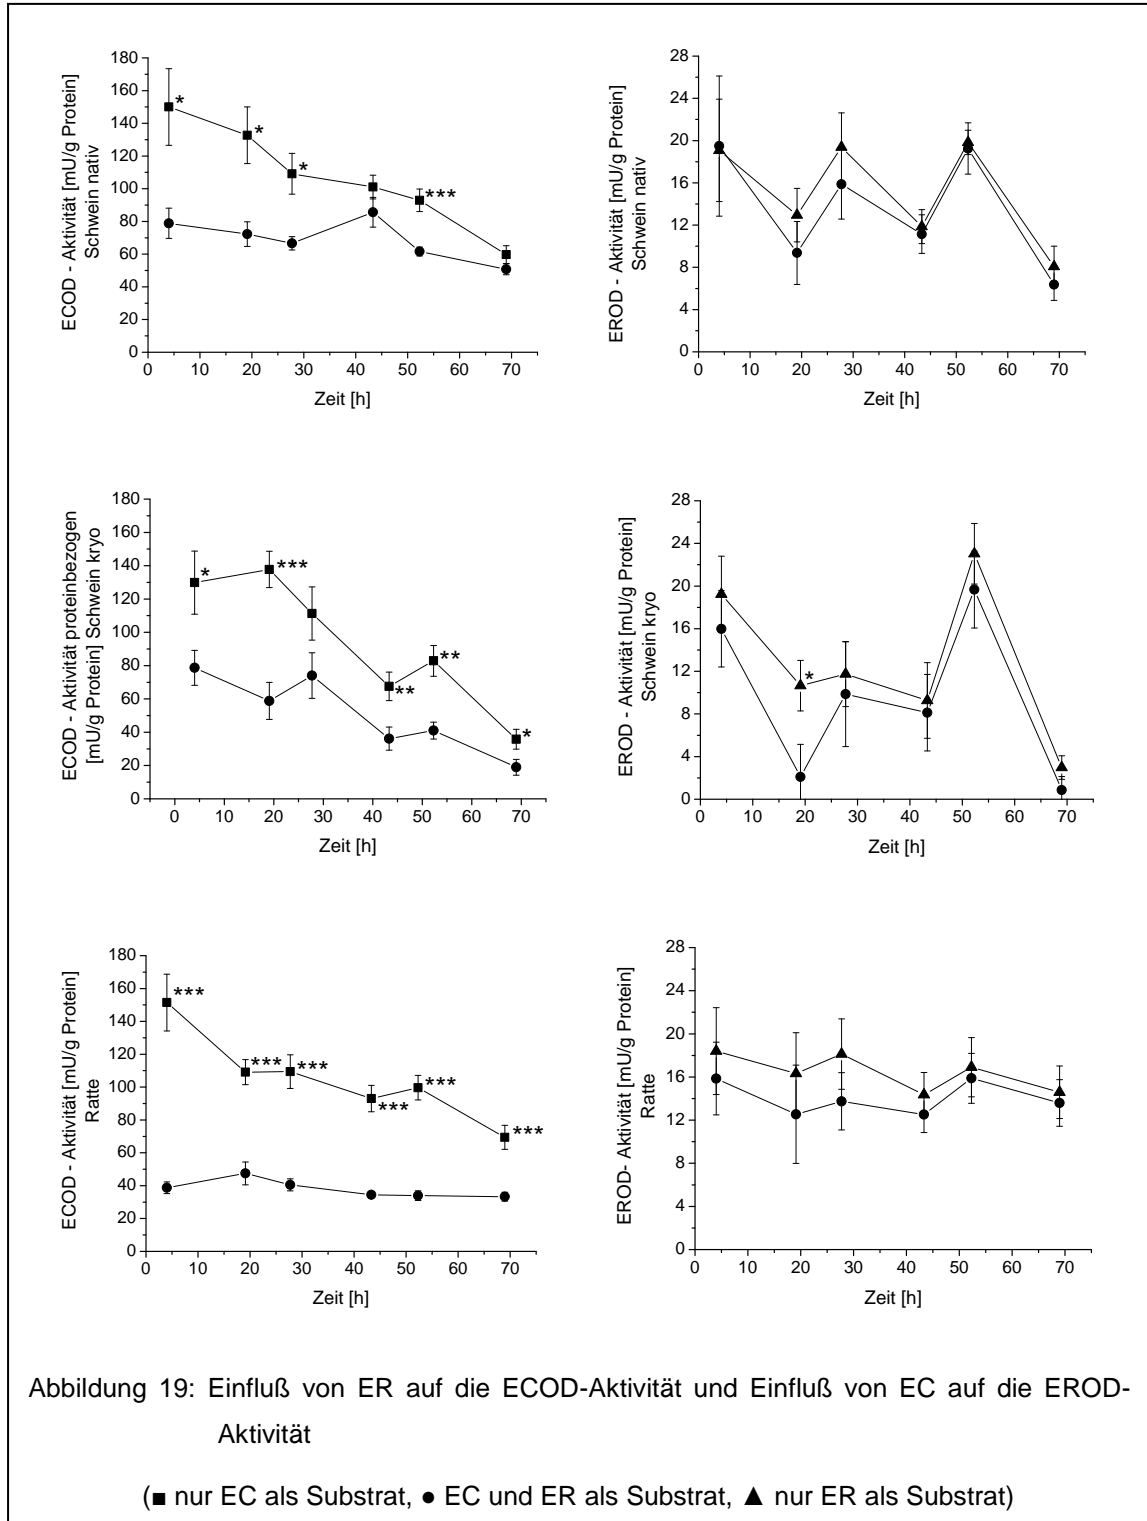 180
160
140
120
100
80
60
40
20
0
ECOD - Aktivität [mU/g Protein]
Schwein nativ
*
*
*
***
0 10 20 30 40 50 60 70
Zeit [h]
28
24
20
16
12
8
4
0
EROD - Aktivität [mU/g Protein]
Schwein nativ
0 10 20 30 40 50 60 70
Zeit [h]
180
160
140
120
100
80
60
40
20
0
ECOD - Aktivität proteinbezogen
[mU/g Protein] Schwein kryo
*
***
**
**
*
0 10 20 30 40 50 60 70
Zeit [h]
28
24
20
16
12
8
4
0
EROD - Aktivität [mU/g Protein]
Schwein kryo
*
0 10 20 30 40 50 60 70
Zeit [h]
180
160
140
120
100
80
60
40
20
0
ECOD - Aktivität [mU/g Protein]
Ratte
***
***
***
***
***
***
0 10 20 30 40 50 60 70
Zeit [h]
28
24
20
16
12
8
4
0
EROD- Aktivität [mU/g Protein]
Ratte
0 10 20 30 40 50 60 70
Zeit [h]
Abbildung 19: Einfluß von ER auf die ECOD-Aktivität und Einfluß von EC auf die EROD-
Aktivität
(■ nur EC als Substrat, ● EC und ER als Substrat, ▲ nur ER als Substrat)